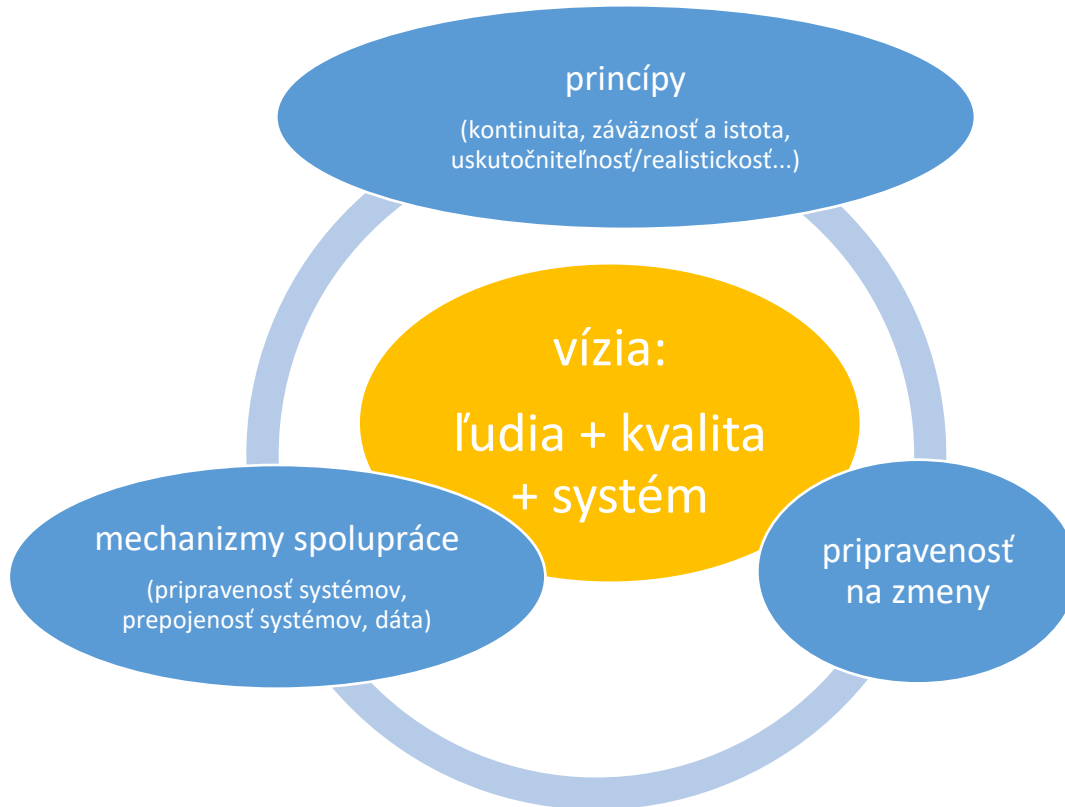 princípy
(kontinuita, záväznosť a istota,
uskutočniteľnosť/realistickosť...)
vízia:
ľudia + kvalita
+ systém
mechanizmy spolupráce
(pripravenosť systémov,
prepojenosť systémov, dáta)
pripravenosť
na zmeny